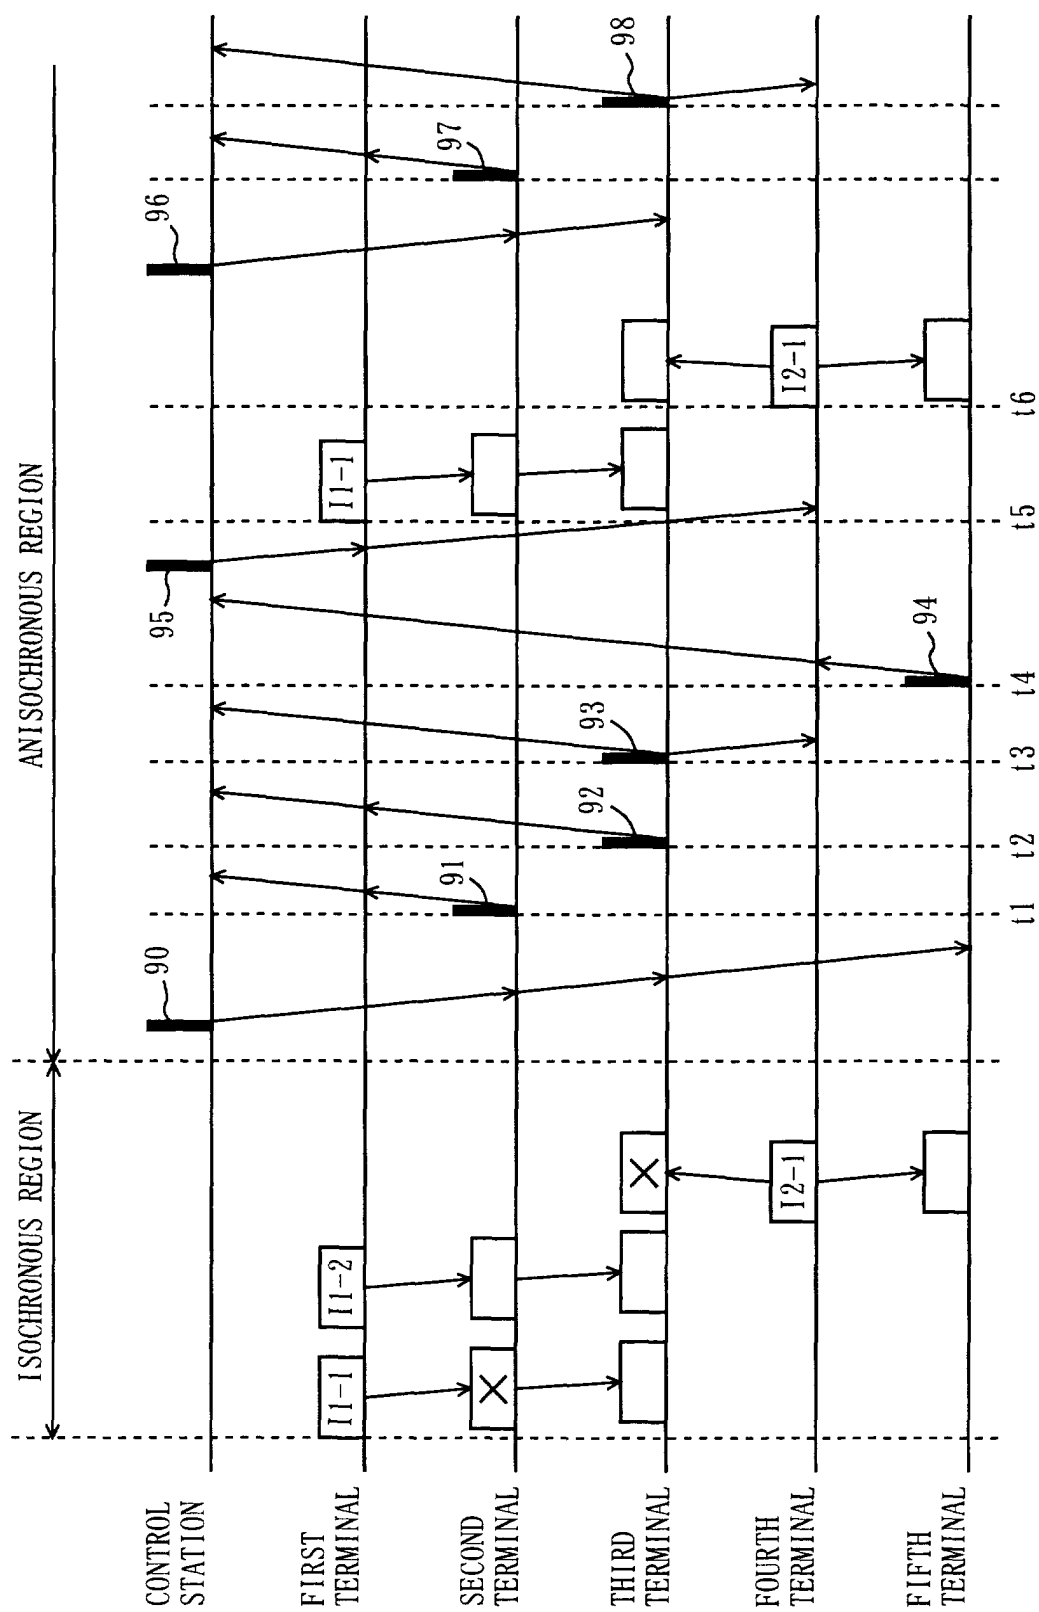 ISOCHRONOUS REGION
ANISOCHRONOUS REGION
CONTROL
STATION
90
95
96
FIRST
TERMINAL
I1-1
I1-2
I1-1
SECOND
TERMINAL
91
97
THIRD
TERMINAL
92
93
98
FOURTH
TERMINAL
I2-1
I2-1
FIFTH
TERMINAL
94
t1
t2
t3
t4
t5
t6